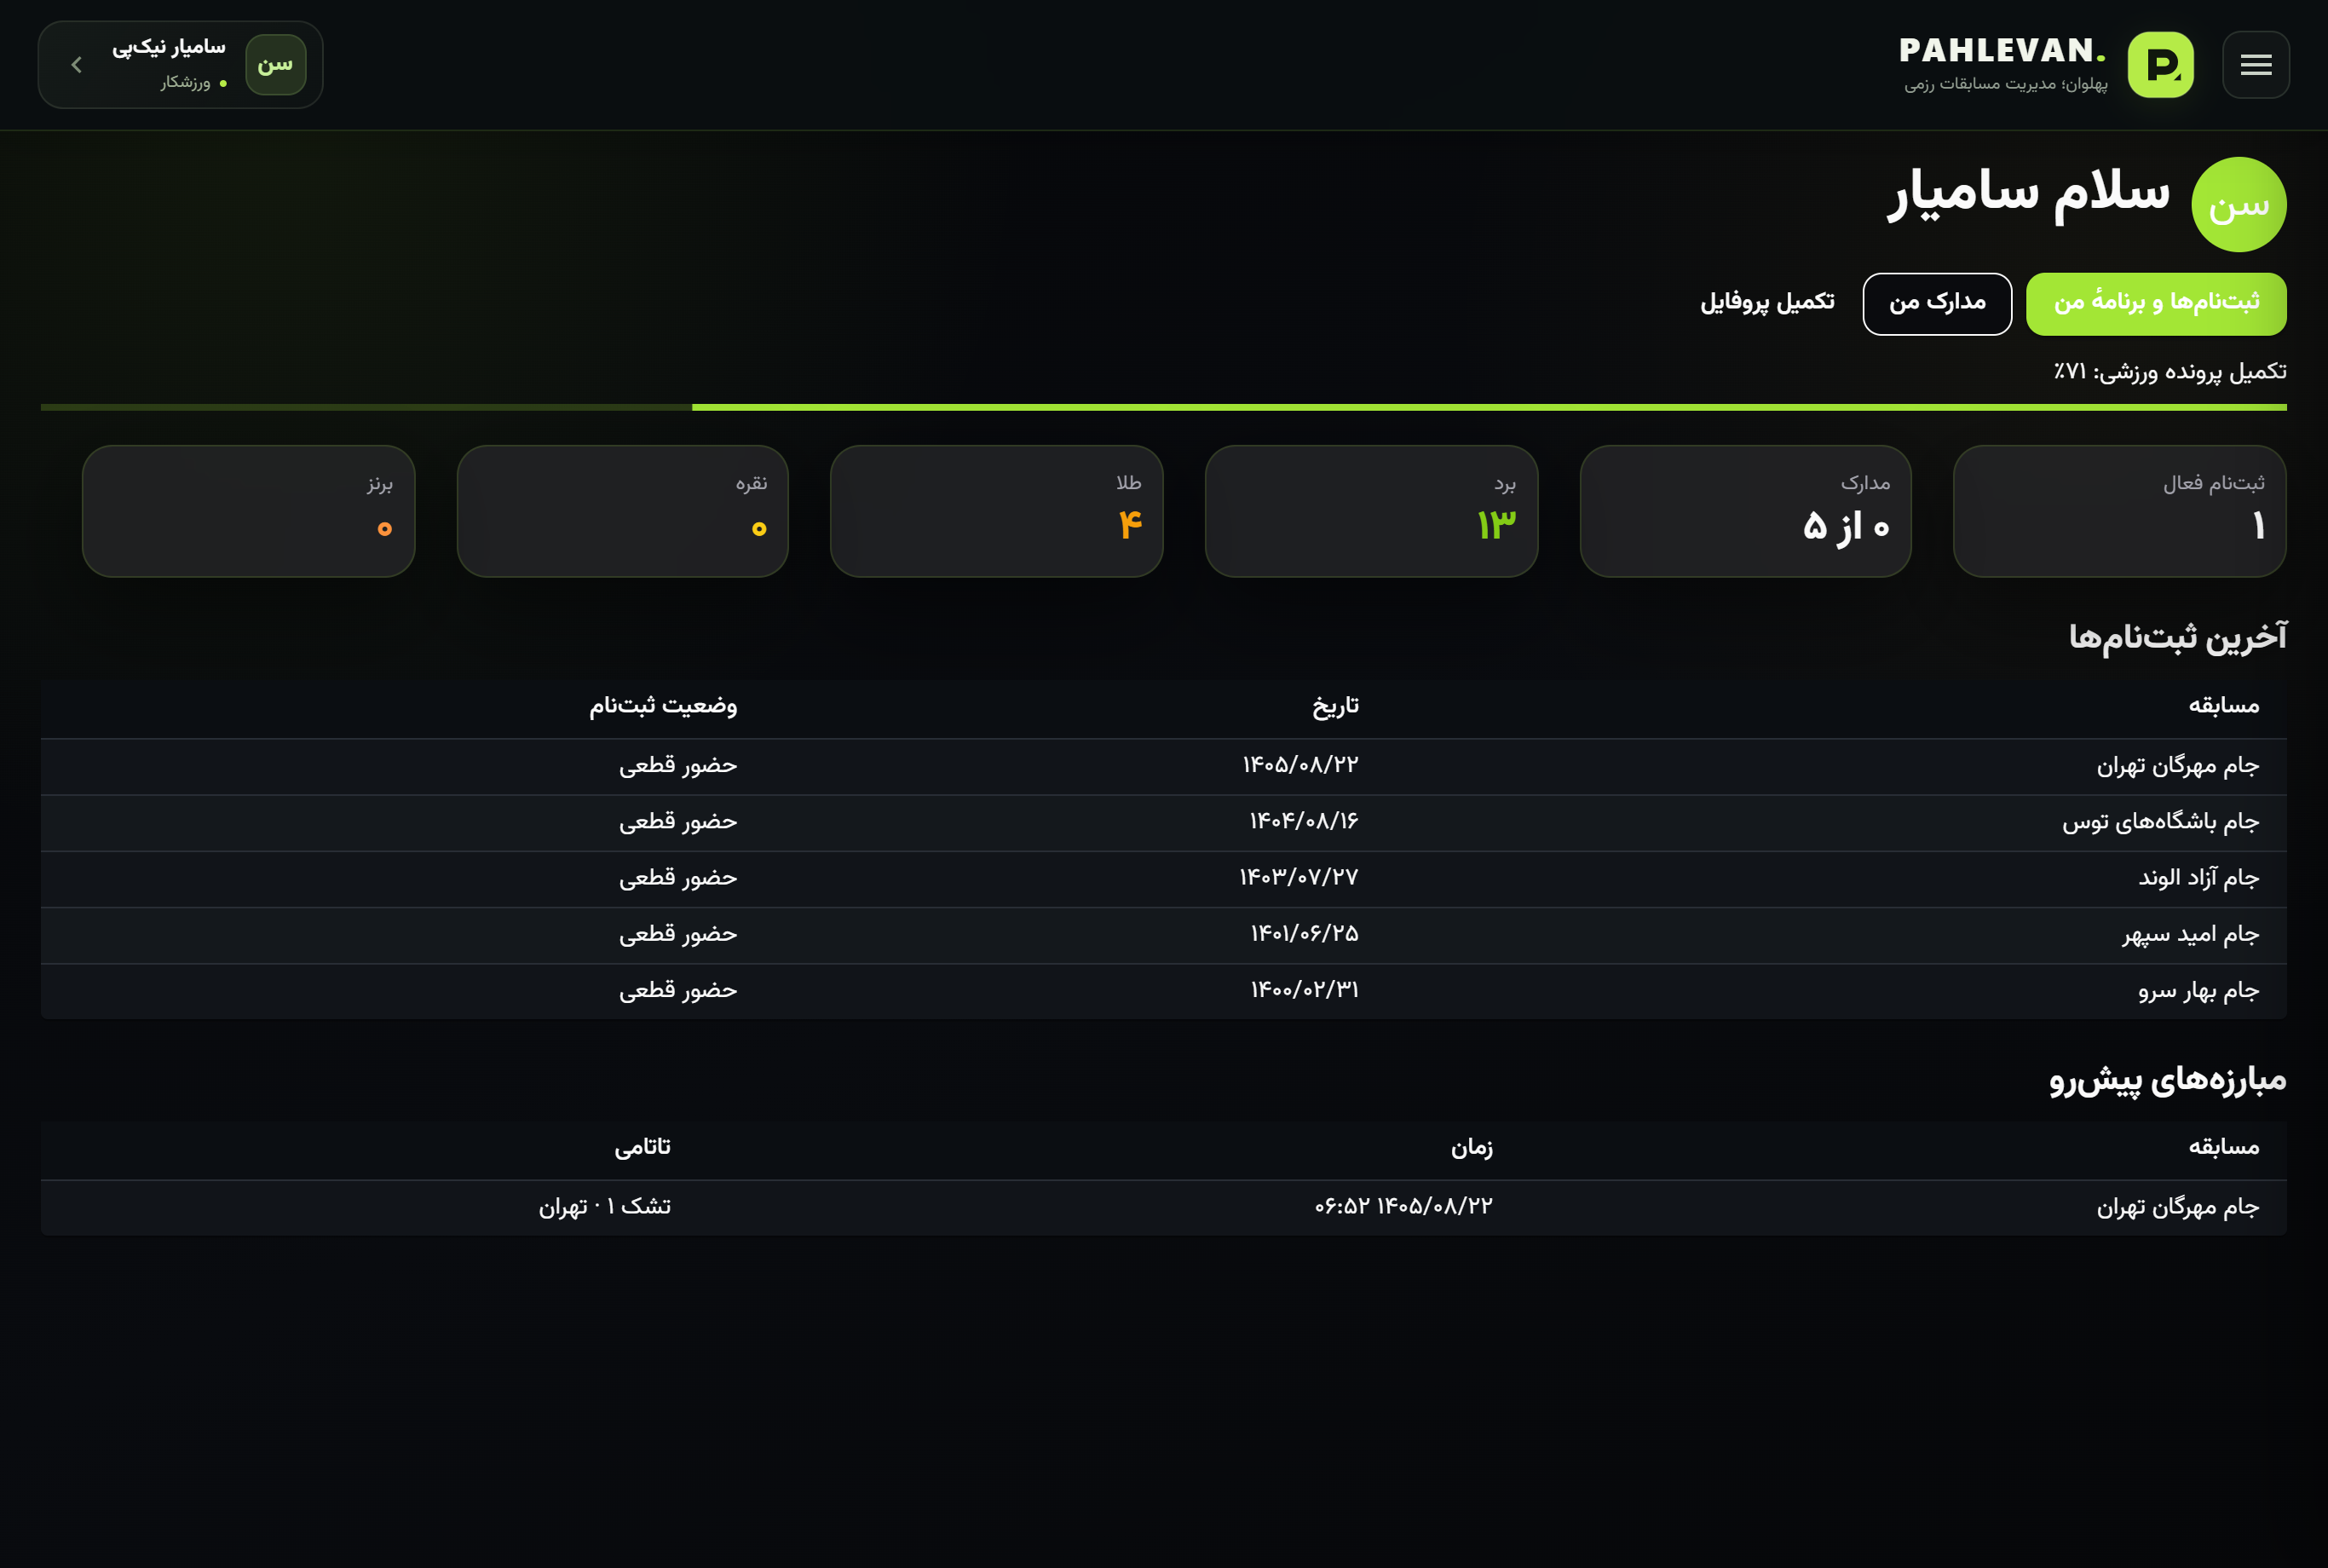 PAHLEVAN.
پهلوان؛ مدیریت مسابقات رزمی
سن
سامیار نیک‌پی
ورزشکار
سن
سلام سامیار
ثبت‌نام‌ها و برنامهٔ من
مدارک من
تکمیل پروفایل
تکمیل پرونده ورزشی: ۷۱٪
ثبت‌نام فعال
۱
مدارک
۰ از ۵
برد
۱۳
طلا
۴
نقره
۰
برنز
۰
آخرین ثبت‌نام‌ها
مسابقه تاریخ وضعیت ثبت‌نام
جام مهرگان تهران ۱۴۰۵/۰۸/۲۲ حضور قطعی
جام باشگاه‌های توس ۱۴۰۴/۰۸/۱۶ حضور قطعی
جام آزاد الوند ۱۴۰۳/۰۷/۲۷ حضور قطعی
جام امید سپهر ۱۴۰۱/۰۶/۲۵ حضور قطعی
جام بهار سرو ۱۴۰۰/۰۲/۳۱ حضور قطعی
مبارزه‌های پیش‌رو
مسابقه زمان تاتامی
جام مهرگان تهران ۱۴۰۵/۰۸/۲۲ ۰۶:۵۲ تشک ۱ · تهران